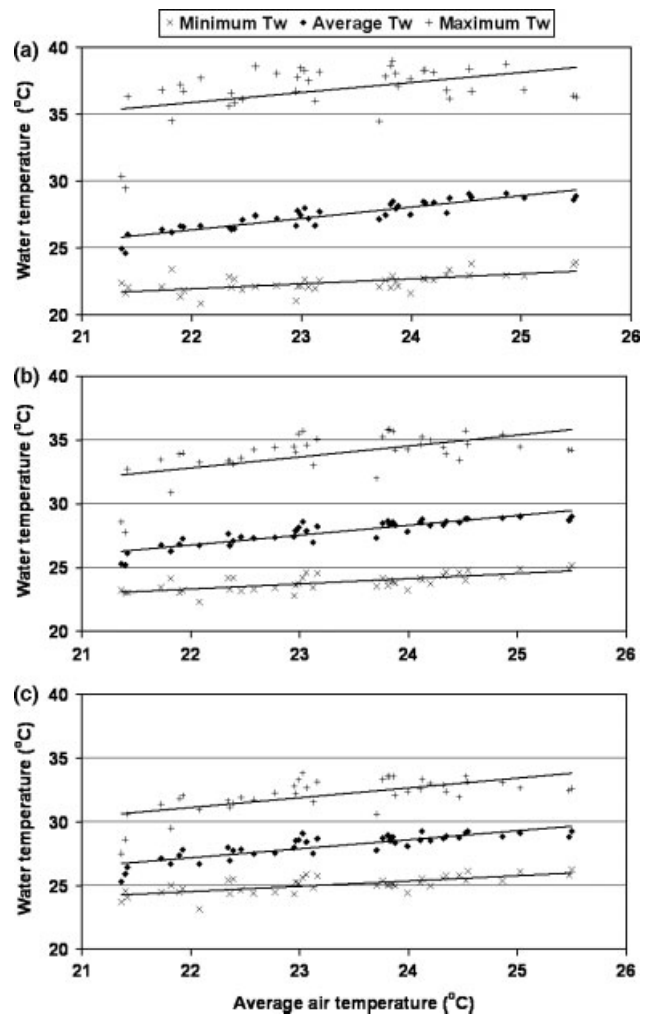 × Minimum Tw ♦ Average Tw + Maximum Tw
(a)
40
35
30
25
20
Water temperature (°C)
21 22 23 24 25 26
(b)
40
35
30
25
20
Water temperature (°C)
21 22 23 24 25 26
(c)
40
35
30
25
20
Water temperature (°C)
21 22 23 24 25 26
Average air temperature (°C)